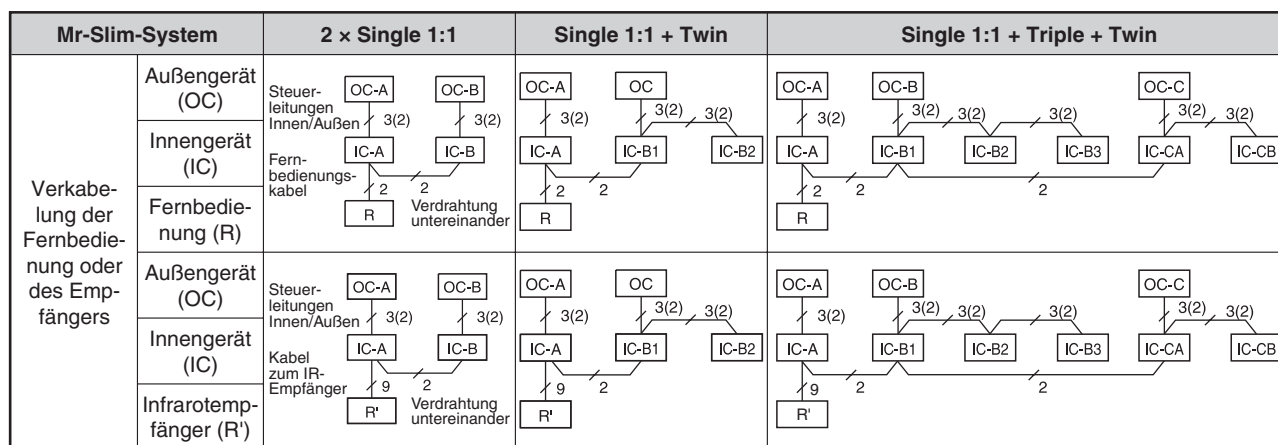 Mr-Slim-System
2 × Single 1:1
Single 1:1 + Twin
Single 1:1 + Triple + Twin
Verkabe-
lung der
Fernbedie-
nung oder
des Emp-
fängers
Außengerät
(OC)
Innengerät
(IC)
Fernbedie-
nung (R)
Steuer-
leitungen
Innen/Außen
OC-A
OC-B
3(2)
3(2)
Fern-
bedienungs-
kabel
IC-A
IC-B
2
2
R
Verdrahtung
untereinander
OC-A
OC
3(2)
3(2)
3(2)
IC-A
IC-B1
IC-B2
2
2
R
OC-A
OC-B
OC-C
3(2)
3(2)
3(2)
3(2)
3(2)
IC-A
IC-B1
IC-B2
IC-B3
IC-CA
IC-CB
2
2
2
R
Außengerät
(OC)
Innengerät
(IC)
Infrarotemp-
fänger (R')
Steuer-
leitungen
Innen/Außen
OC-A
OC-B
3(2)
3(2)
Kabel
zum IR-
Empfänger
IC-A
IC-B
9
2
R'
Verdrahtung
untereinander
OC-A
OC
3(2)
3(2)
3(2)
IC-A
IC-B1
IC-B2
9
2
R'
OC-A
OC-B
OC-C
3(2)
3(2)
3(2)
3(2)
3(2)
IC-A
IC-B1
IC-B2
IC-B3
IC-CA
IC-CB
9
2
2
R'